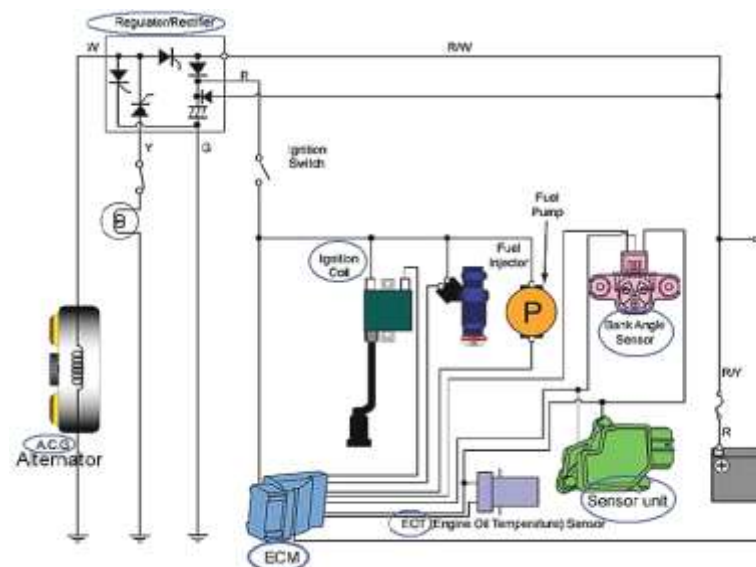 Regulator/Rectifier
W
R/W
R
Y
G
Ignition
Switch
Fuel
Pump
Ignition
Coil
Fuel
Injector
P
Bank Angle
Sensor
R/Y
R
A.C.G
Alternator
Sensor unit
ECT (Engine Oil Temperature) Sensor
ECM